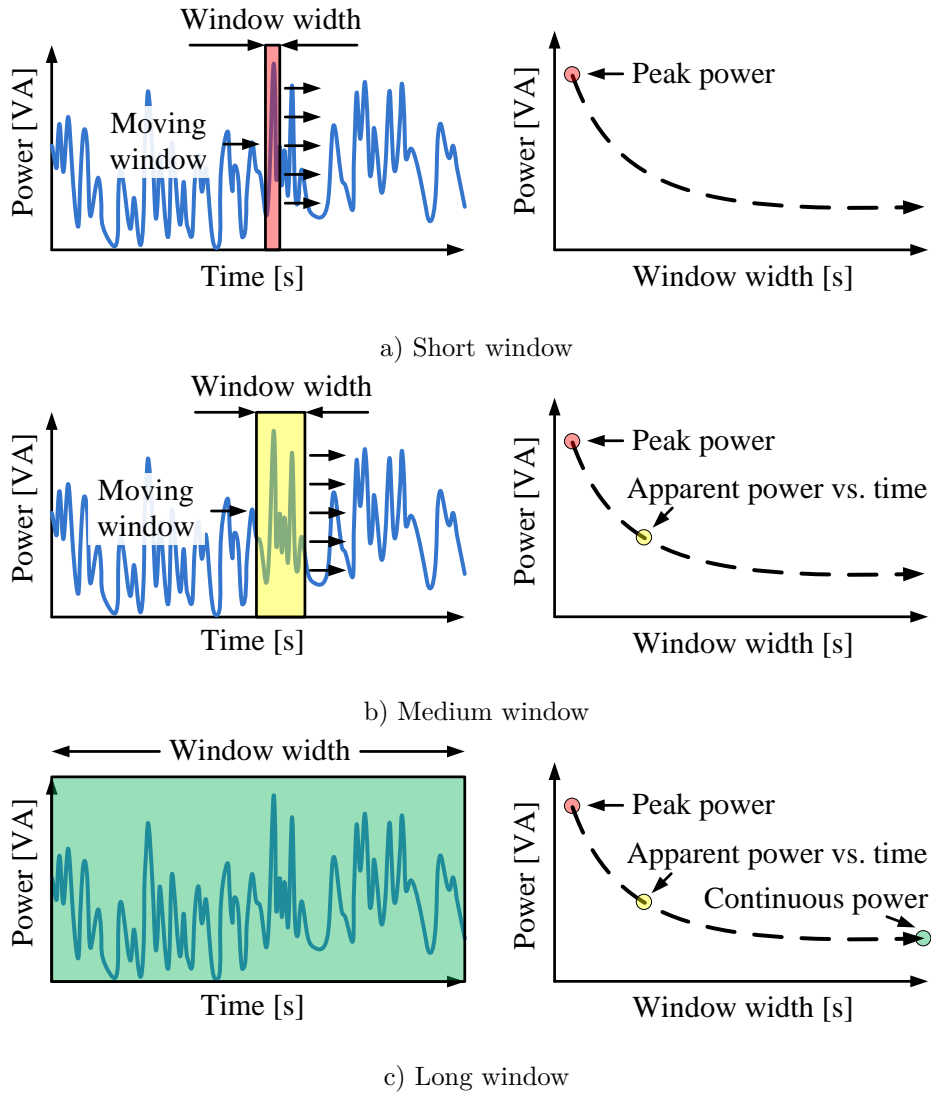 Window width
Power [VA]
Moving
window
Time [s]
Power [VA]
Peak power
Window width [s]
a) Short window
Window width
Power [VA]
Moving
window
Time [s]
Power [VA]
Peak power
Apparent power vs. time
Window width [s]
b) Medium window
Window width
Power [VA]
Time [s]
Power [VA]
Peak power
Apparent power vs. time
Continuous power
Window width [s]
c) Long window